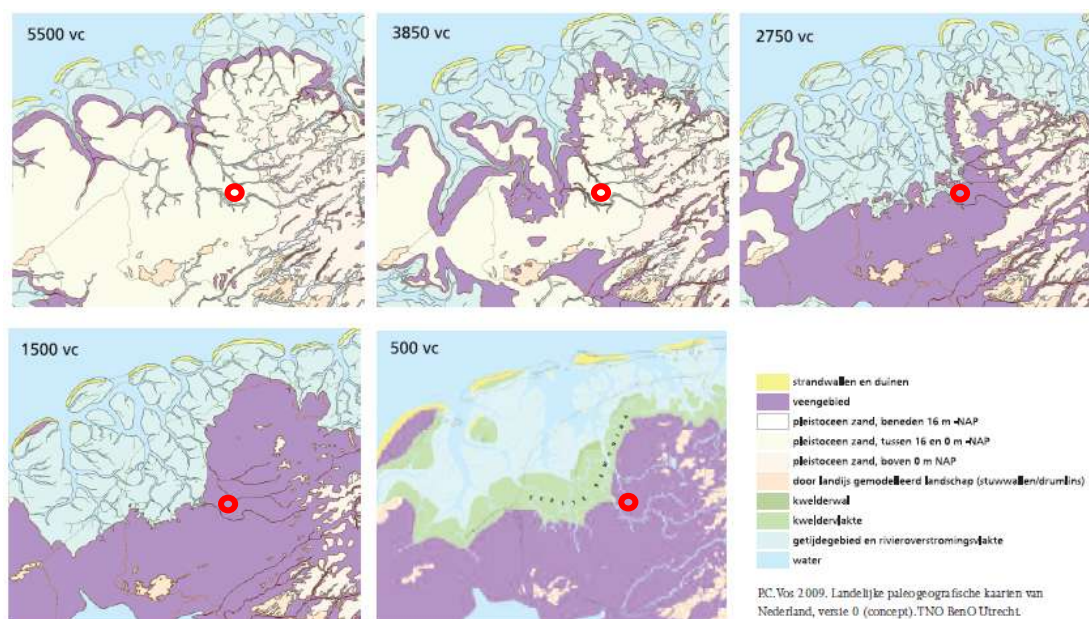 5500 vc
3850 vc
2750 vc
1500 vc
500 vc
strandwallen en duinen
veengebied
pleistoceen zand, beneden 16 m -NAP
pleistoceen zand, tussen 16 en 0 m -NAP
pleistoceen zand, boven 0 m NAP
door landijs gemodelleerd landschap (stuwwallen/drumlins)
kwelderwal
kweldervlakte
getijdegebied en rivieroverstromingsvlakte
water
P.C. Vos 2009. Landelijke paleogeografische kaarten van
Nederland, versie 0 (concept). TNO BenO Utrecht.